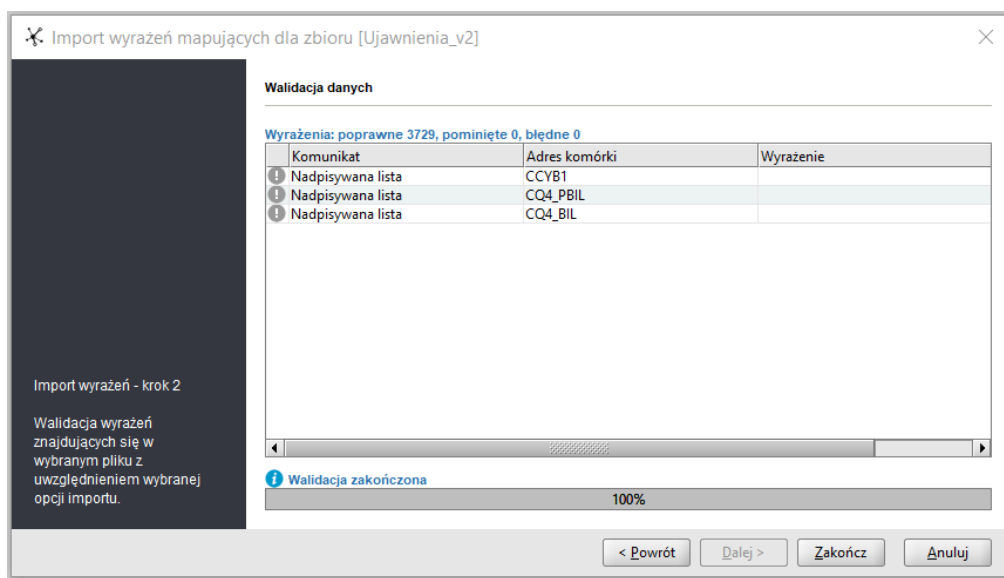 Import wyrażeń mapujących dla zbioru [Ujawnienia_v2]
Walidacja danych
Wyrażenia: poprawne 3729, pominięte 0, błędne 0
Komunikat Adres komórki Wyrażenie
Nadpisywana lista CCYB1
Nadpisywana lista CQ4_PBIL
Nadpisywana lista CQ4_BIL
Import wyrażeń - krok 2
Walidacja wyrażeń
znajdujących się w
wybranym pliku z
uwzględnieniem wybranej
opcji importu.
Walidacja zakończona
100%
< Powrót Dalej > Zakończ Anuluj